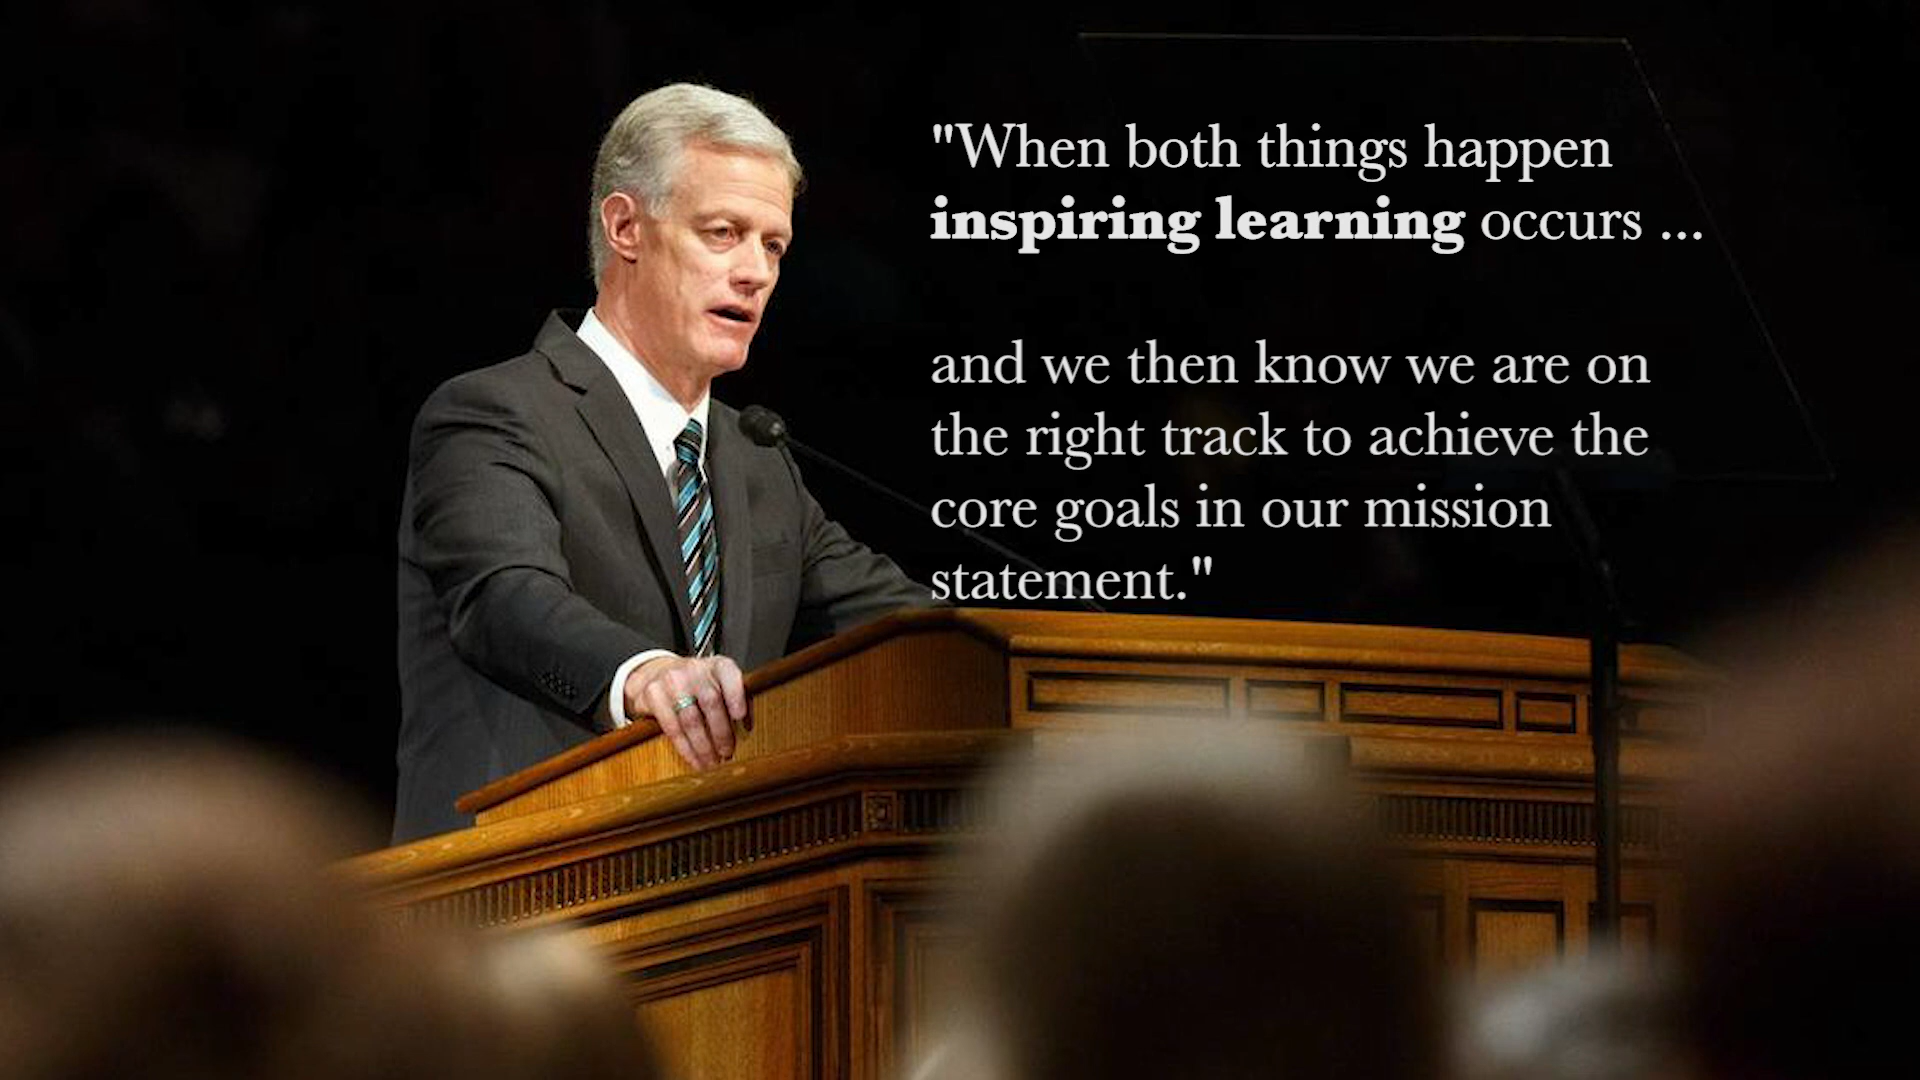 "When both things happen
inspiring learning occurs ...
and we then know we are on
the right track to achieve the
core goals in our mission
statement."